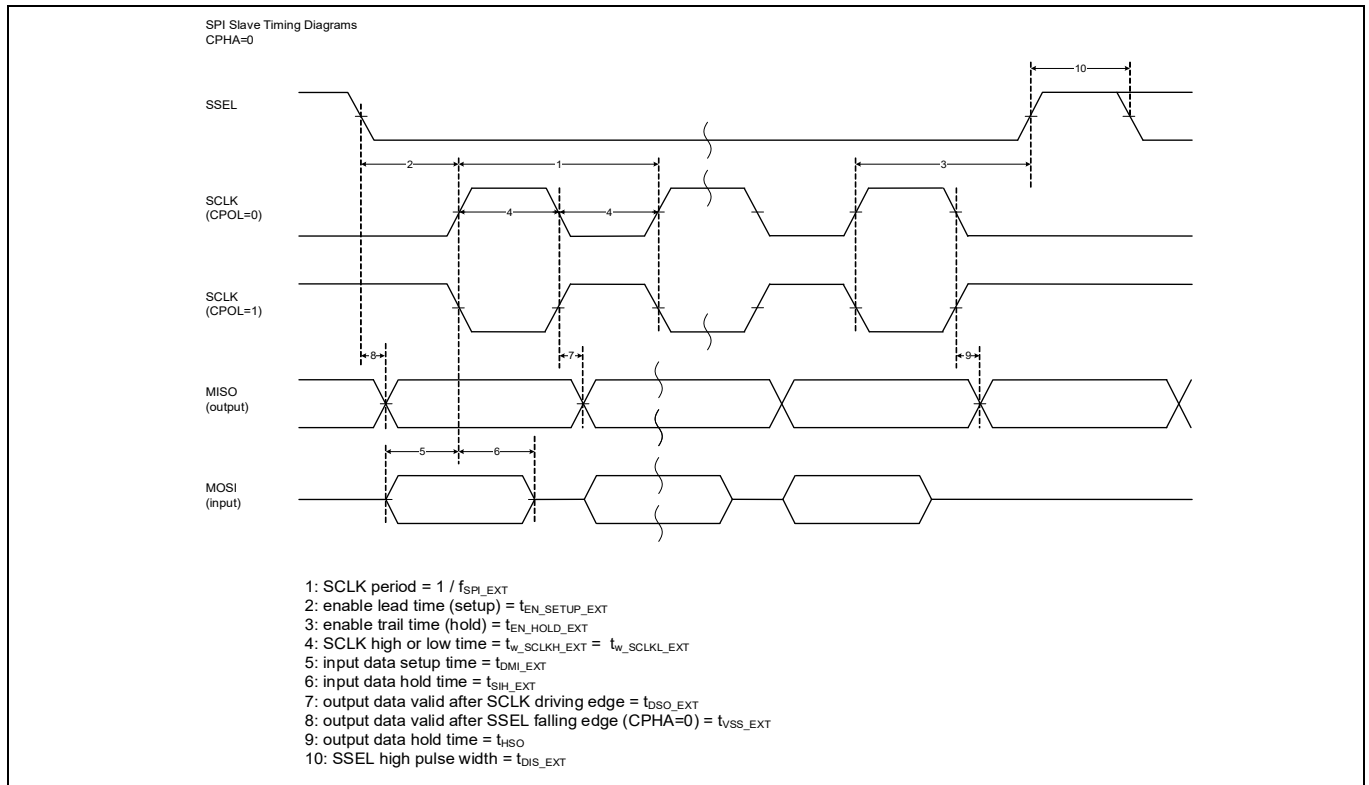 SPI Slave Timing Diagrams
CPHA=0
10
SSEL
2
1
3
SCLK
(CPOL=0)
4
4
SCLK
(CPOL=1)
8
7
9
MISO
(output)
5
6
MOSI
(input)
1: SCLK period = 1 / fSPI_EXT
2: enable lead time (setup) = tEN_SETUP_EXT
3: enable trail time (hold) = tEN_HOLD_EXT
4: SCLK high or low time = tw_SCLKH_EXT = tw_SCLKL_EXT
5: input data setup time = tDMI_EXT
6: input data hold time = tSIH_EXT
7: output data valid after SCLK driving edge = tDSO_EXT
8: output data valid after SSEL falling edge (CPHA=0) = tVSS_EXT
9: output data hold time = tHSO
10: SSEL high pulse width = tDIS_EXT